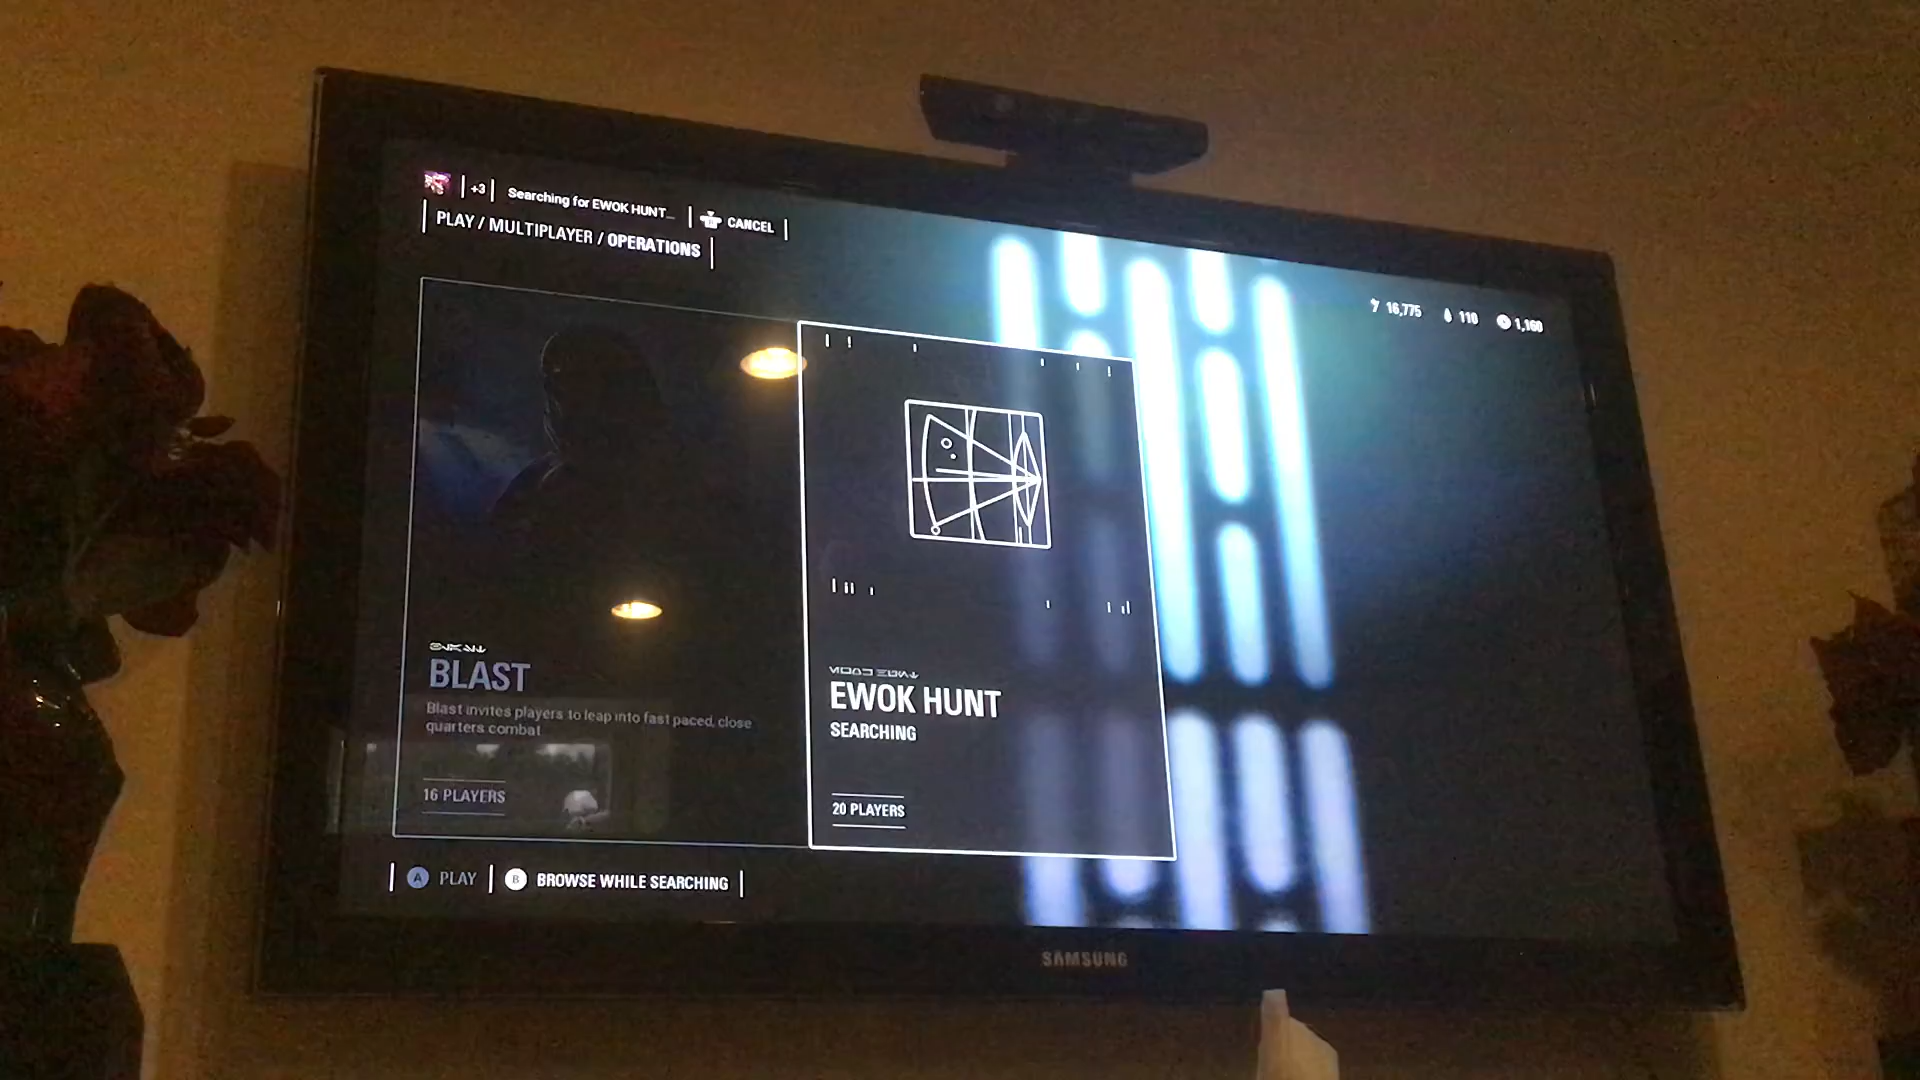 +3
Searching for EWOK HUNT_
CANCEL
PLAY / MULTIPLAYER / OPERATIONS
16,775
110
1,160
BLAST
Blast invites players to leap into fast paced, close
quarters combat
16 PLAYERS
EWOK HUNT
SEARCHING
20 PLAYERS
A PLAY
B BROWSE WHILE SEARCHING
SAMSUNG